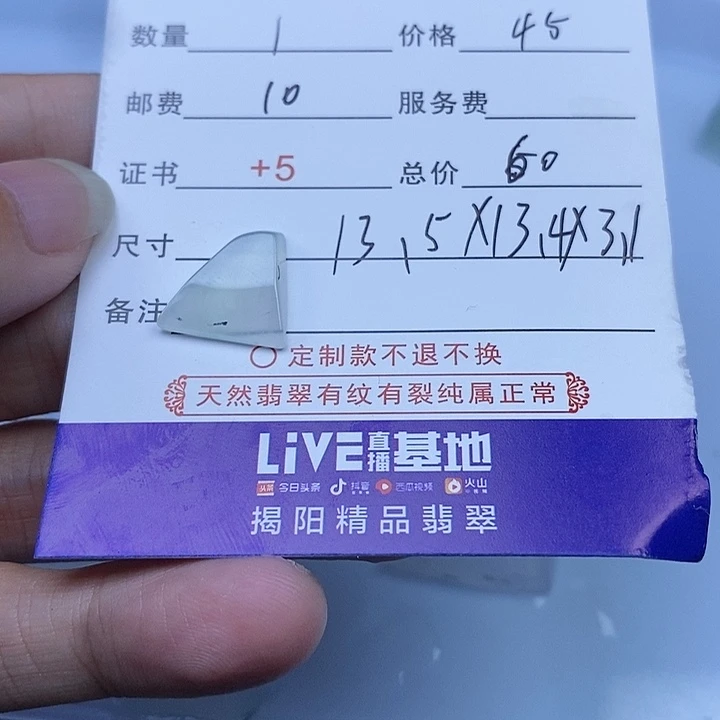 数量 1 价格 45
邮费 10 服务费
证书 +5 总价 60
尺寸 13.5X13.4X3.1
备注
○ 定制款不退不换
天然翡翠有纹有裂纯属正常
LiVE直播基地
头条 今日头条 抖音 西瓜视频 火山
揭阳精品翡翠